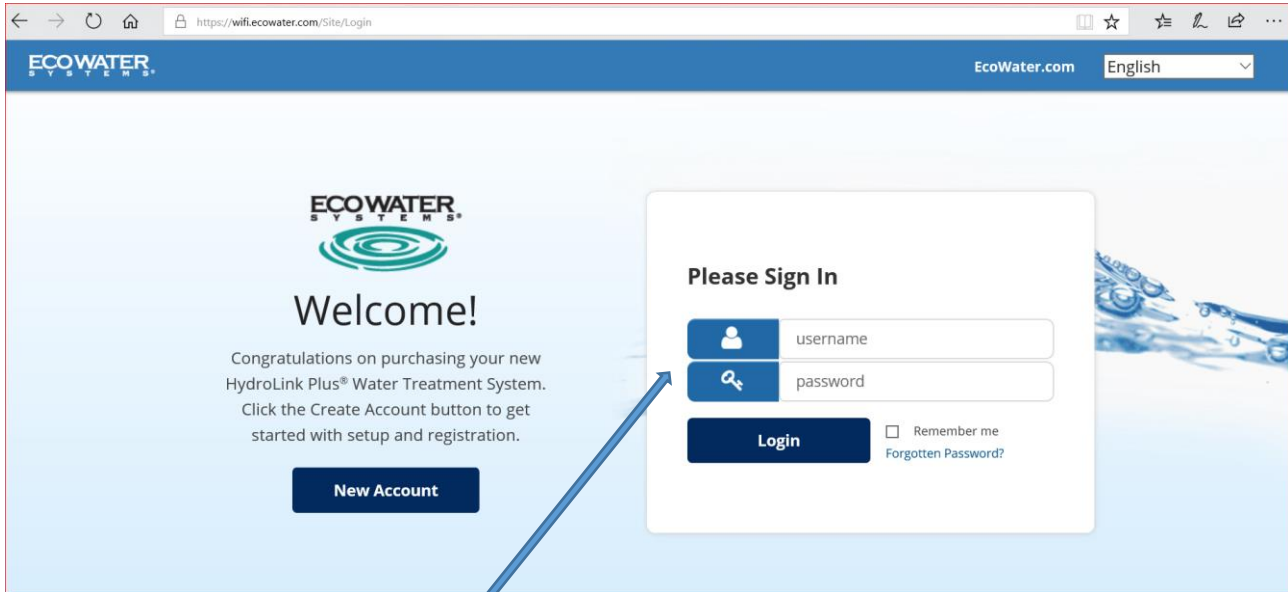 https://wifi.ecowater.com/Site/Login
ECOWATER
SYSTEMS®
EcoWater.com
English
ECOWATER
SYSTEMS®
Welcome!
Congratulations on purchasing your new
HydroLink Plus® Water Treatment System.
Click the Create Account button to get
started with setup and registration.
New Account
Please Sign In
username
password
Login
Remember me
Forgotten Password?